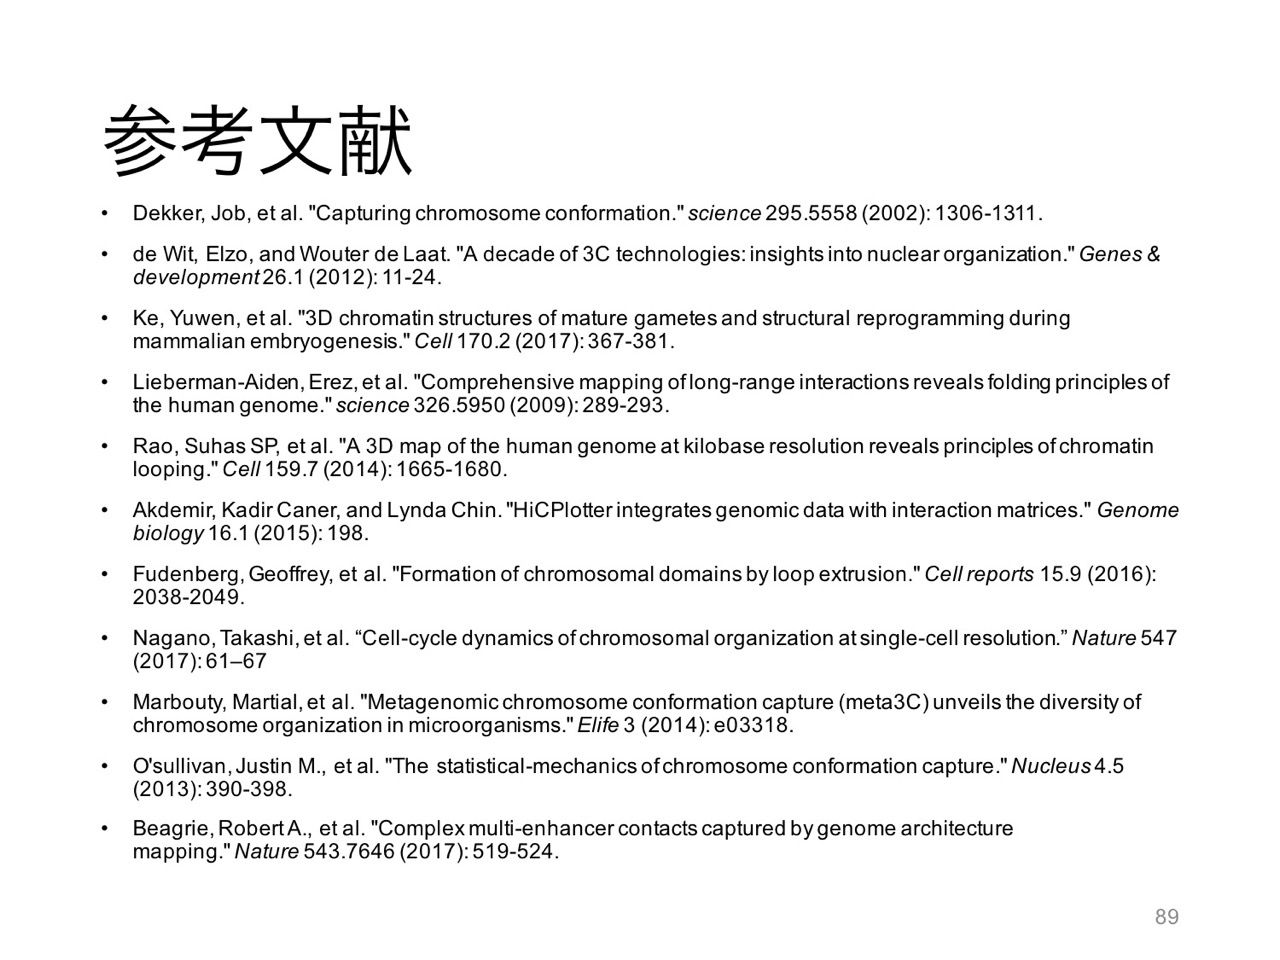 参考文献
• Dekker, Job, et al. "Capturing chromosome conformation." science 295.5558 (2002): 1306-1311.
• de Wit, Elzo, and Wouter de Laat. "A decade of 3C technologies: insights into nuclear organization." Genes &
development 26.1 (2012): 11-24.
• Ke, Yuwen, et al. "3D chromatin structures of mature gametes and structural reprogramming during
mammalian embryogenesis." Cell 170.2 (2017): 367-381.
• Lieberman-Aiden, Erez, et al. "Comprehensive mapping of long-range interactions reveals folding principles of
the human genome." science 326.5950 (2009): 289-293.
• Rao, Suhas SP, et al. "A 3D map of the human genome at kilobase resolution reveals principles of chromatin
looping." Cell 159.7 (2014): 1665-1680.
• Akdemir, Kadir Caner, and Lynda Chin. "HiCPlotter integrates genomic data with interaction matrices." Genome
biology 16.1 (2015): 198.
• Fudenberg, Geoffrey, et al. "Formation of chromosomal domains by loop extrusion." Cell reports 15.9 (2016):
2038-2049.
• Nagano, Takashi, et al. “Cell-cycle dynamics of chromosomal organization at single-cell resolution.” Nature 547
(2017): 61–67
• Marbouty, Martial, et al. "Metagenomic chromosome conformation capture (meta3C) unveils the diversity of
chromosome organization in microorganisms." Elife 3 (2014): e03318.
• O'sullivan, Justin M., et al. "The statistical-mechanics of chromosome conformation capture." Nucleus 4.5
(2013): 390-398.
• Beagrie, Robert A., et al. "Complex multi-enhancer contacts captured by genome architecture
mapping." Nature 543.7646 (2017): 519-524.
89